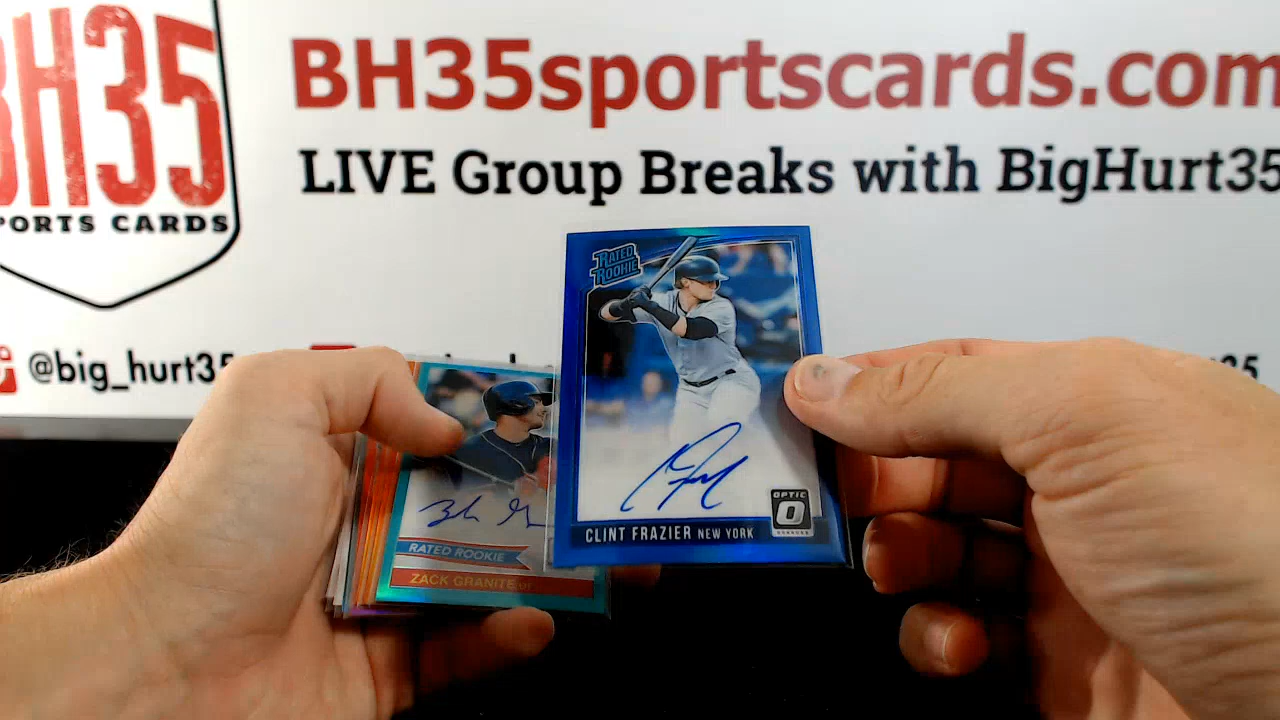 BH35
PORTS CARDS
BH35sportscards.com
LIVE Group Breaks with BigHurt35
@big_hurt35
RATED
ROOKIE
OPTIC
CLINT FRAZIER NEW YORK
RATED ROOKIE
ZACK GRANITE OF